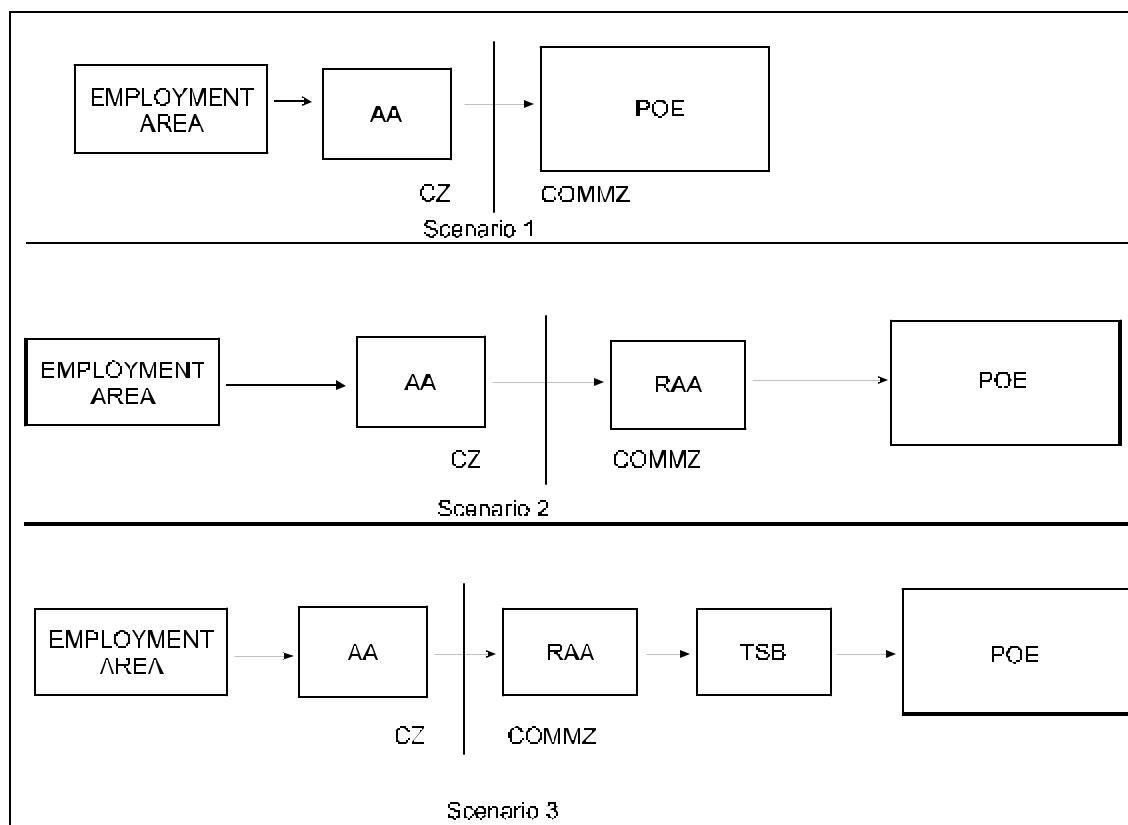 EMPLOYMENT
AREA
AA
POE
CZ
COMMZ
Scenario 1
EMPLOYMENT
AREA
AA
RAA
POE
CZ
COMMZ
Scenario 2
EMPLOYMENT
AREA
AA
RAA
TSB
POE
CZ
COMMZ
Scenario 3